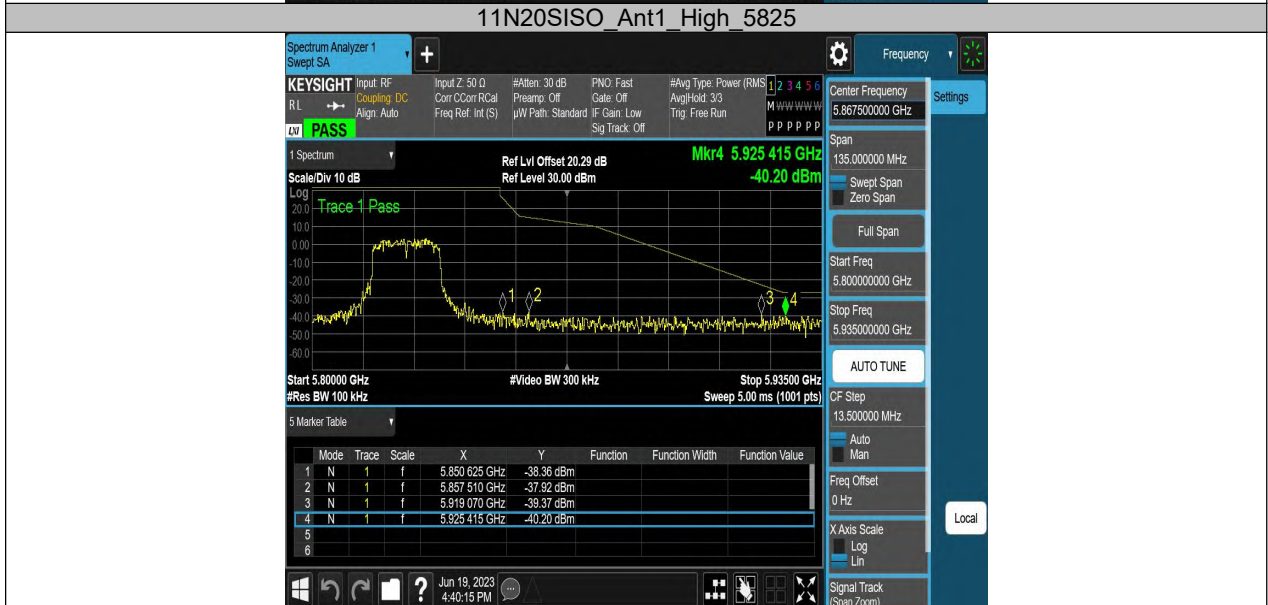 11N20SISO_Ant1_High_5825
Spectrum Analyzer 1
Swept SA
+
Frequency
KEYSIGHT
RL
LXI PASS
Input: RF
Coupling: DC
Align: Auto
Input Z: 50 Ω
Corr CCorr RCal
Freq Ref: Int (S)
#Atten: 30 dB
Preamp: Off
µW Path: Standard
PNO: Fast
Gate: Off
IF Gain: Low
Sig Track: Off
#Avg Type: Power (RMS
Avg|Hold: 3/3
Trig: Free Run
1 2 3 4 5 6
M W W W W W
P P P P P P
1 Spectrum
Scale/Div 10 dB
Ref Lvl Offset 20.29 dB
Ref Level 30.00 dBm
Mkr4 5.925 415 GHz
-40.20 dBm
Log
Trace 1 Pass
20.0
10.0
0.00
-10.0
-20.0
-30.0
-40.0
-50.0
-60.0
1
2
3
4
Start 5.80000 GHz
#Res BW 100 kHz
#Video BW 300 kHz
Stop 5.93500 GHz
Sweep 5.00 ms (1001 pts)
5 Marker Table
Mode Trace Scale X Y Function Function Width Function Value
1 N 1 f 5.850 625 GHz -38.36 dBm
2 N 1 f 5.857 510 GHz -37.92 dBm
3 N 1 f 5.919 070 GHz -39.37 dBm
4 N 1 f 5.925 415 GHz -40.20 dBm
5
6
?
Jun 19, 2023
4:40:15 PM
Center Frequency
5.867500000 GHz
Settings
Span
135.000000 MHz
Swept Span
Zero Span
Full Span
Start Freq
5.800000000 GHz
Stop Freq
5.935000000 GHz
AUTO TUNE
CF Step
13.500000 MHz
Auto
Man
Freq Offset
0 Hz
X Axis Scale
Log
Lin
Local
Signal Track
(Span Zoom)